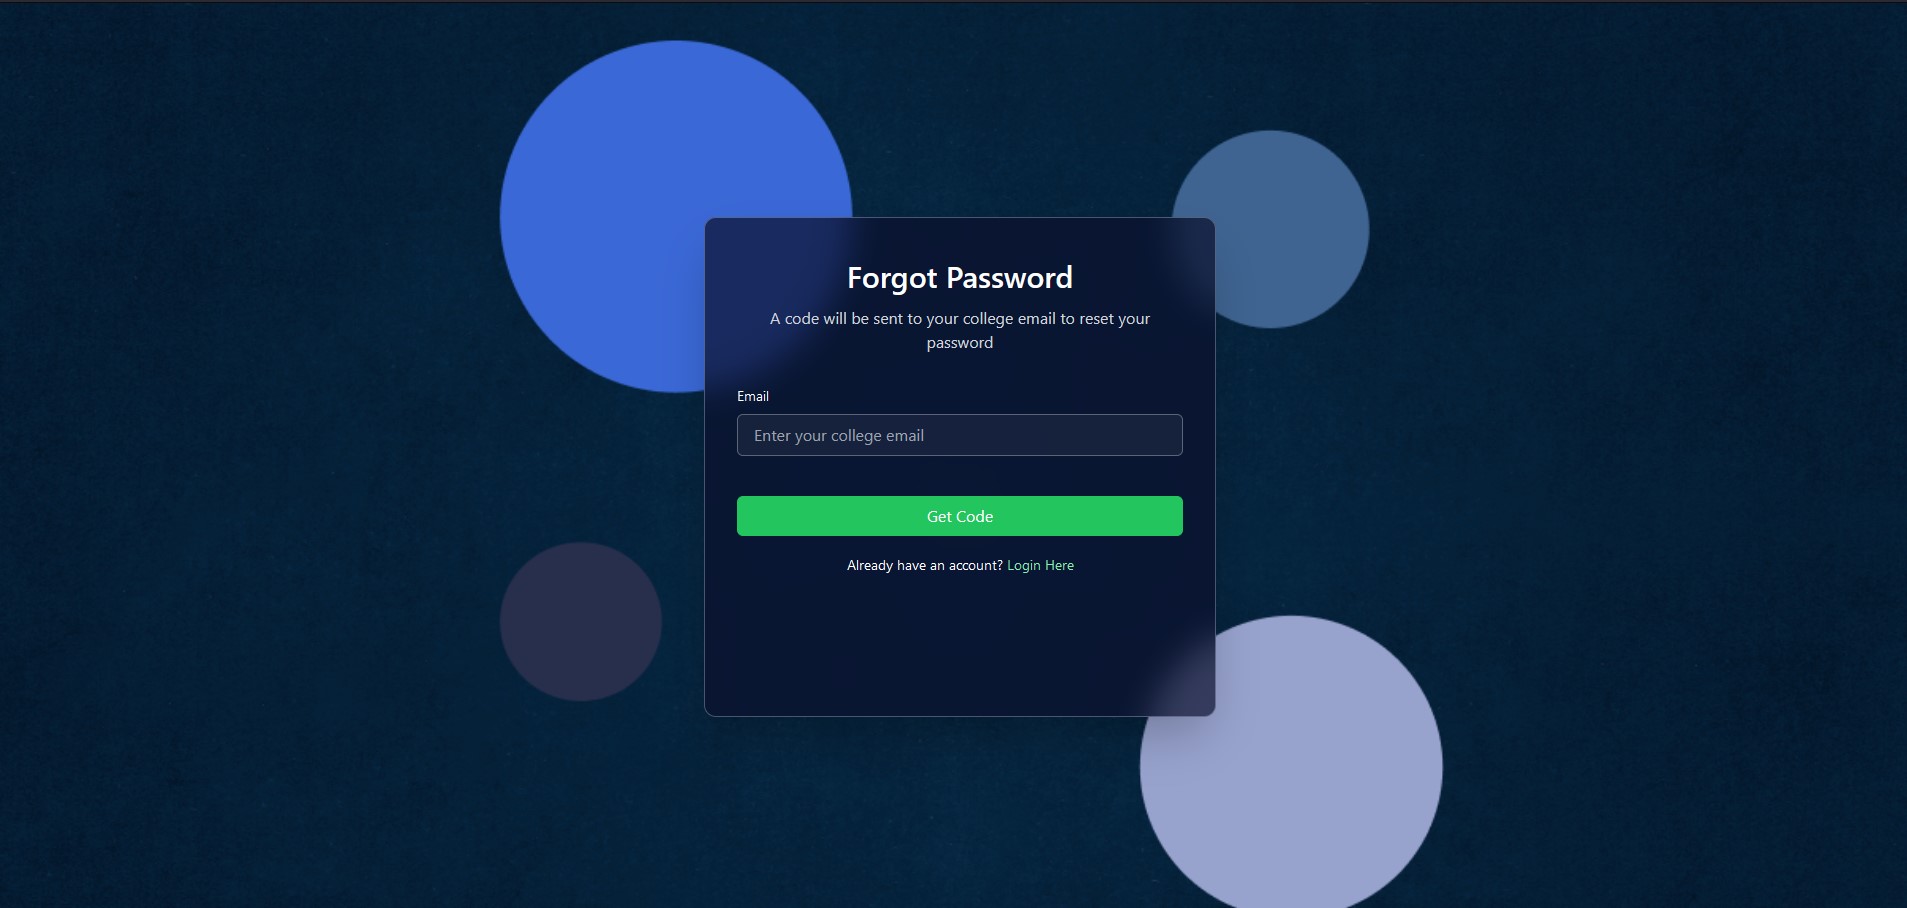 Forgot Password
A code will be sent to your college email to reset your
password
Email
Enter your college email
Get Code
Already have an account? Login Here